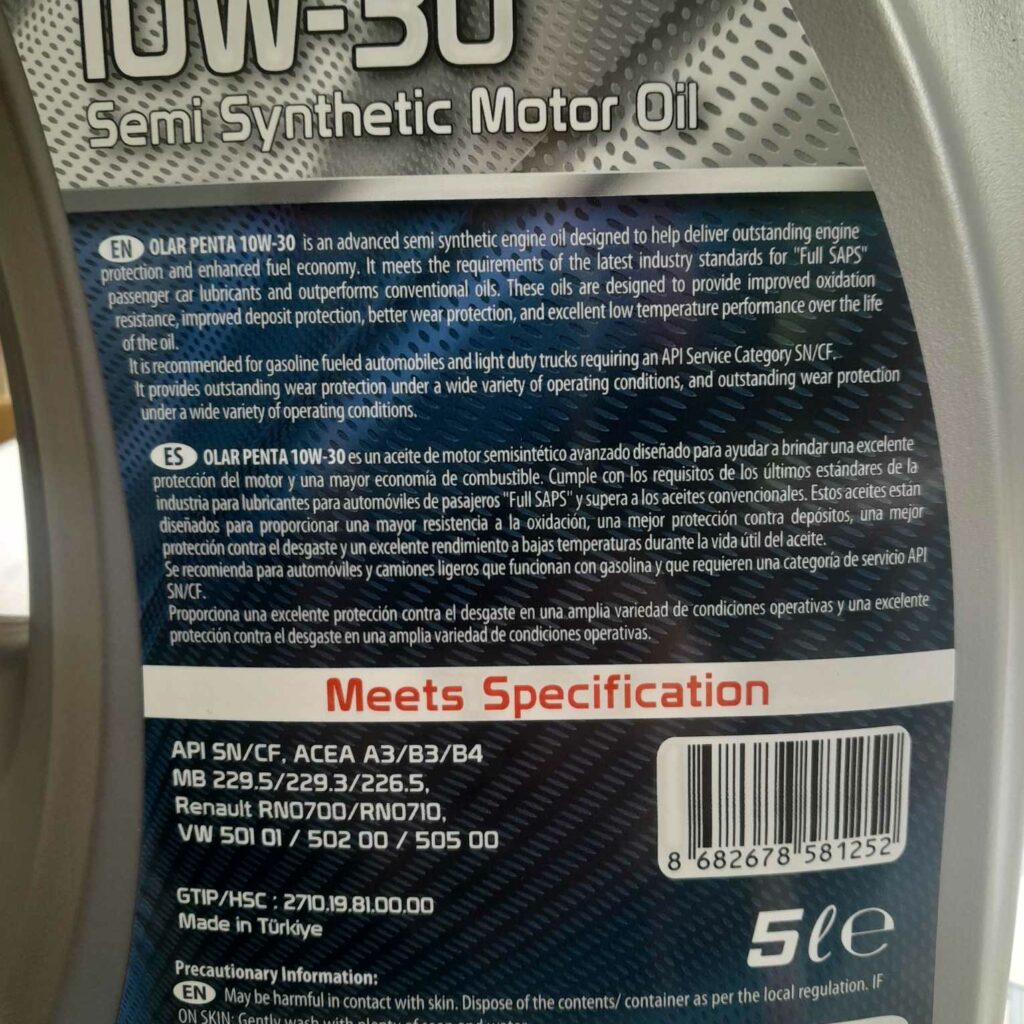 10W-30
Semi Synthetic Motor Oil
EN OLAR PENTA 10W-30 is an advanced semi synthetic engine oil designed to help deliver outstanding engine
protection and enhanced fuel economy. It meets the requirements of the latest industry standards for "Full SAPS"
passenger car lubricants and outperforms conventional oils. These oils are designed to provide improved oxidation
resistance, improved deposit protection, better wear protection, and excellent low temperature performance over the life
of the oil.
It is recommended for gasoline fueled automobiles and light duty trucks requiring an API Service Category SN/CF.
It provides outstanding wear protection under a wide variety of operating conditions, and outstanding wear protection
under a wide variety of operating conditions.
ES OLAR PENTA 10W-30 es un aceite de motor semisintético avanzado diseñado para ayudar a brindar una excelente
protección del motor y una mayor economía de combustible. Cumple con los requisitos de los últimos estándares de la
industria para lubricantes para automóviles de pasajeros "Full SAPS" y supera a los aceites convencionales. Estos aceites están
diseñados para proporcionar una mayor resistencia a la oxidación, una mejor protección contra depósitos, una mejor
protección contra el desgaste y un excelente rendimiento a bajas temperaturas durante la vida útil del aceite.
Se recomienda para automóviles y camiones ligeros que funcionan con gasolina y que requieren una categoría de servicio API
SN/CF.
Proporciona una excelente protección contra el desgaste en una amplia variedad de condiciones operativas y una excelente
protección contra el desgaste en una amplia variedad de condiciones operativas.
Meets Specification
API SN/CF, ACEA A3/B3/B4
MB 229.5/229.3/226.5,
Renault RN0700/RN0710,
VW 501 01 / 502 00 / 505 00
8 682678 581252
GTIP/HSC : 2710.19.81.00.00
Made in Türkiye
5ℓe
Precautionary Information:
EN May be harmful in contact with skin. Dispose of the contents/ container as per the local regulation. IF
ON SKIN: Gently wash with plenty of soap and water